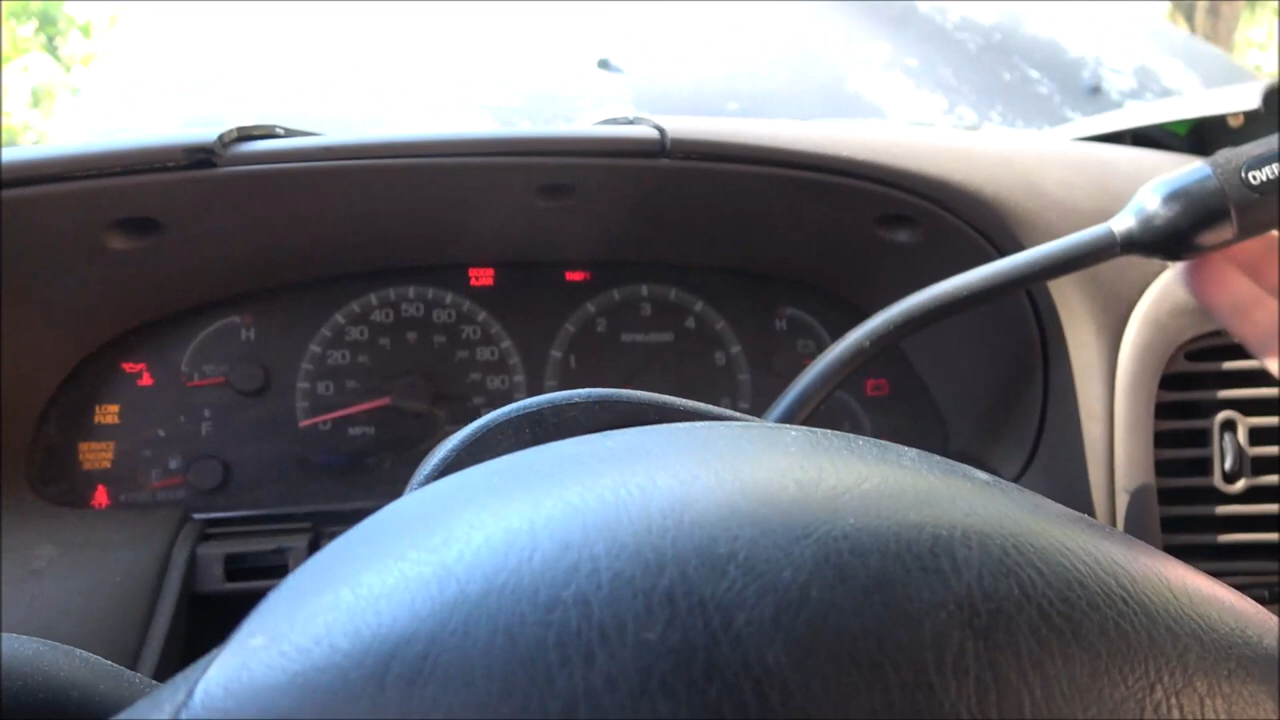 DOOR
AJAR
THEFT
H
10
20
30
40
50
60
70
80
90
0
MPH
1
2
3
4
5
RPMx1000
H
LOW
FUEL
SERVICE
ENGINE
SOON
F
E
OVER